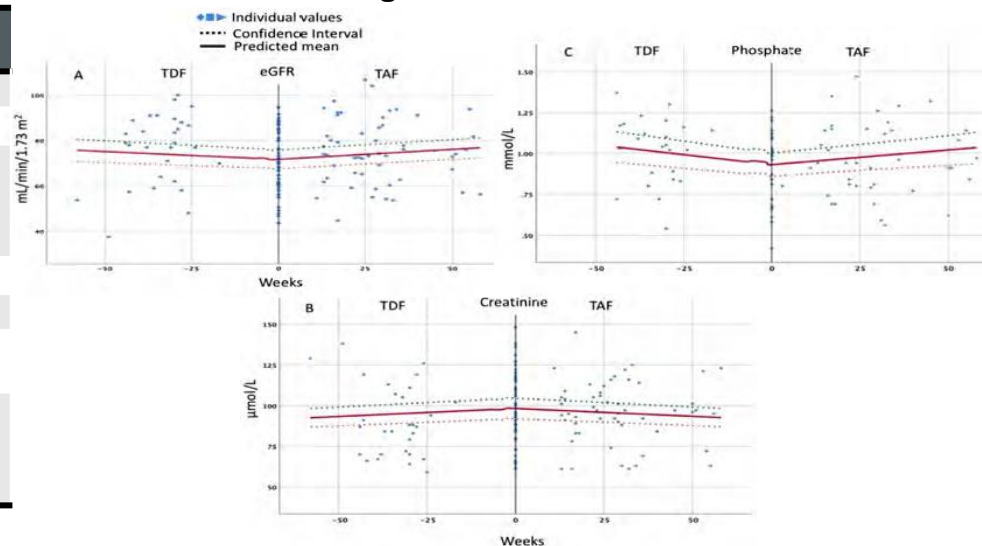 Individual values
Confidence Interval
Predicted mean
A
TDF
eGFR
TAF
mL/min/1.73 m²
100
80
60
40
-50
-25
0
25
50
Weeks
C
TDF
Phosphate
TAF
mmol/L
1.50
1.25
1.00
.75
.50
-50
-25
0
25
50
B
TDF
Creatinine
TAF
µmol/L
150
125
100
75
50
-50
-25
0
25
50
Weeks